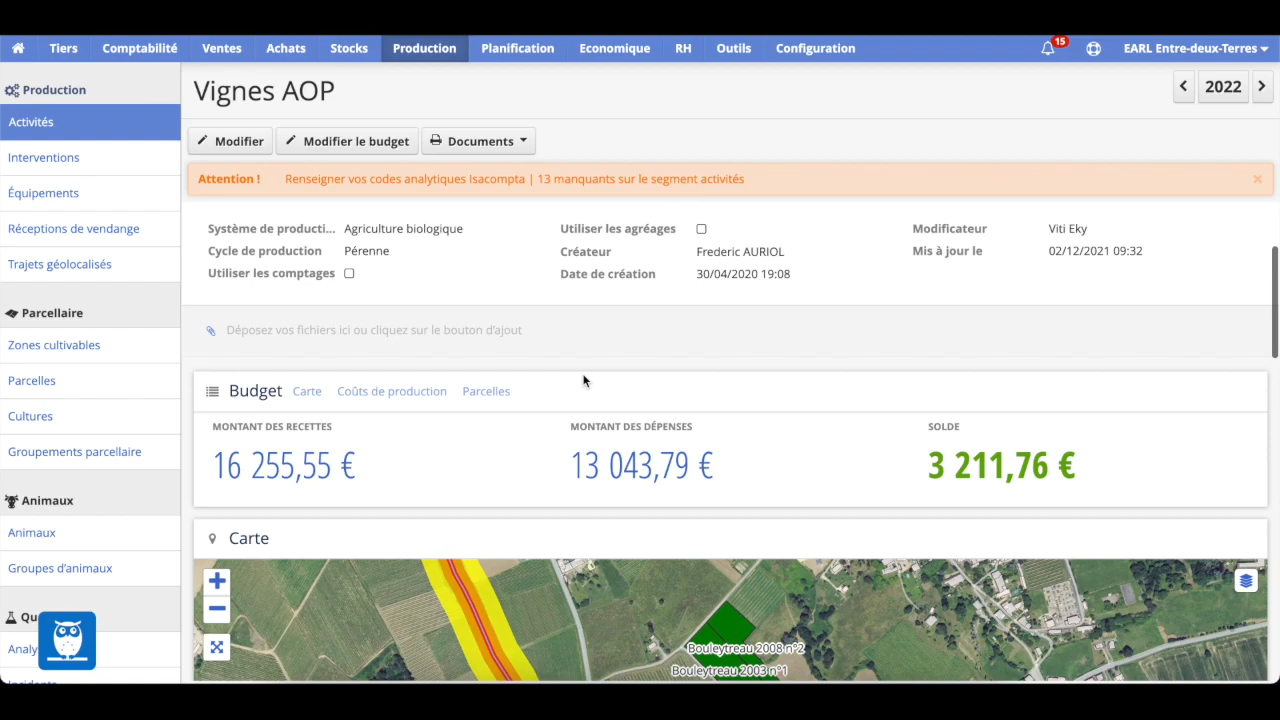 Tiers Comptabilité Ventes Achats Stocks Production Planification Economique RH Outils Configuration 15 EARL Entre-deux-Terres
Production
Activités
Interventions
Équipements
Réceptions de vendange
Trajets géolocalisés
Parcellaire
Zones cultivables
Parcelles
Cultures
Groupements parcellaire
Animaux
Animaux
Groupes d'animaux
Vignes AOP
2022
Modifier Modifier le budget Documents
Attention ! Renseigner vos codes analytiques Isacompta | 13 manquants sur le segment activités
Système de producti... Agriculture biologique Utiliser les agréages Modificateur Viti Eky
Cycle de production Pérenne Créateur Frederic AURIOL Mis à jour le 02/12/2021 09:32
Utiliser les comptages Date de création 30/04/2020 19:08
Déposez vos fichiers ici ou cliquez sur le bouton d'ajout
Budget Carte Coûts de production Parcelles
MONTANT DES RECETTES MONTANT DES DÉPENSES SOLDE
16 255,55 € 13 043,79 € 3 211,76 €
Carte
Bouleytreau 2008 n°2
Bouleytreau 2003 n°1